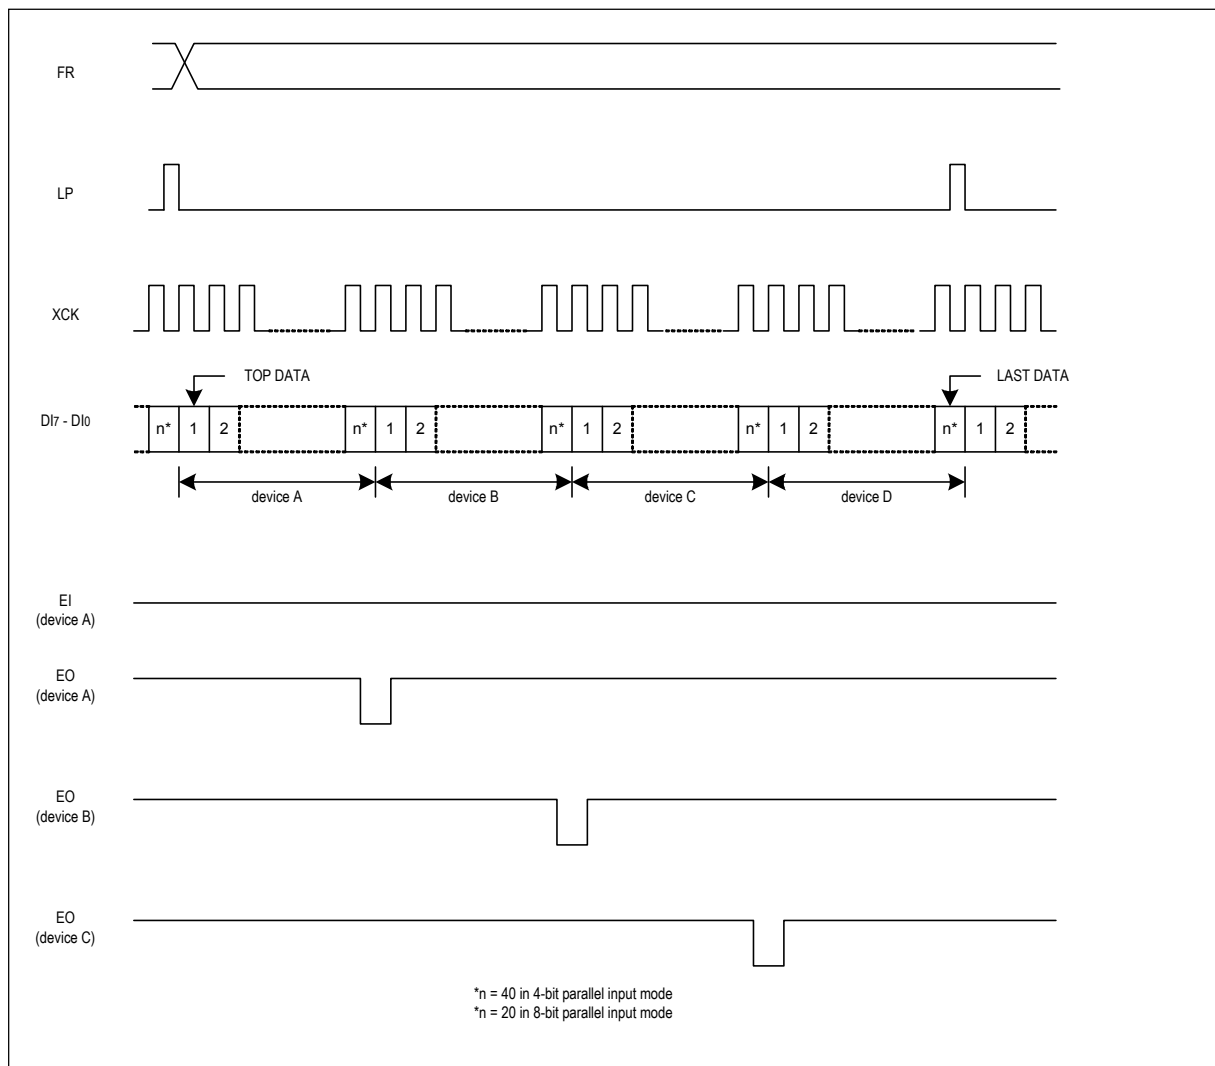 FR
LP
XCK
TOP DATA
LAST DATA
DI7 - DI0
n* 1 2 n* 1 2 n* 1 2 n* 1 2 n* 1 2
device A device B device C device D
EI
(device A)
EO
(device A)
EO
(device B)
EO
(device C)
*n = 40 in 4-bit parallel input mode
*n = 20 in 8-bit parallel input mode